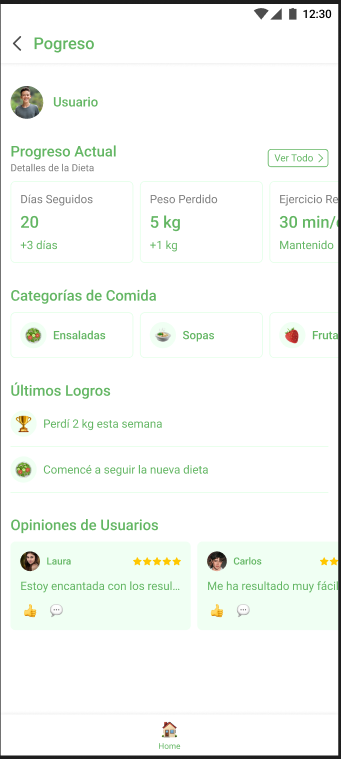 12:30
Pogreso
Usuario
Progreso Actual
Detalles de la Dieta
Ver Todo
Días Seguidos
20
+3 días
Peso Perdido
5 kg
+1 kg
Ejercicio Re
30 min/
Mantenido
Categorías de Comida
Ensaladas
Sopas
Fruta
Últimos Logros
Perdí 2 kg esta semana
Comencé a seguir la nueva dieta
Opiniones de Usuarios
Laura
Estoy encantada con los resul...
Carlos
Me ha resultado muy fácil
Home